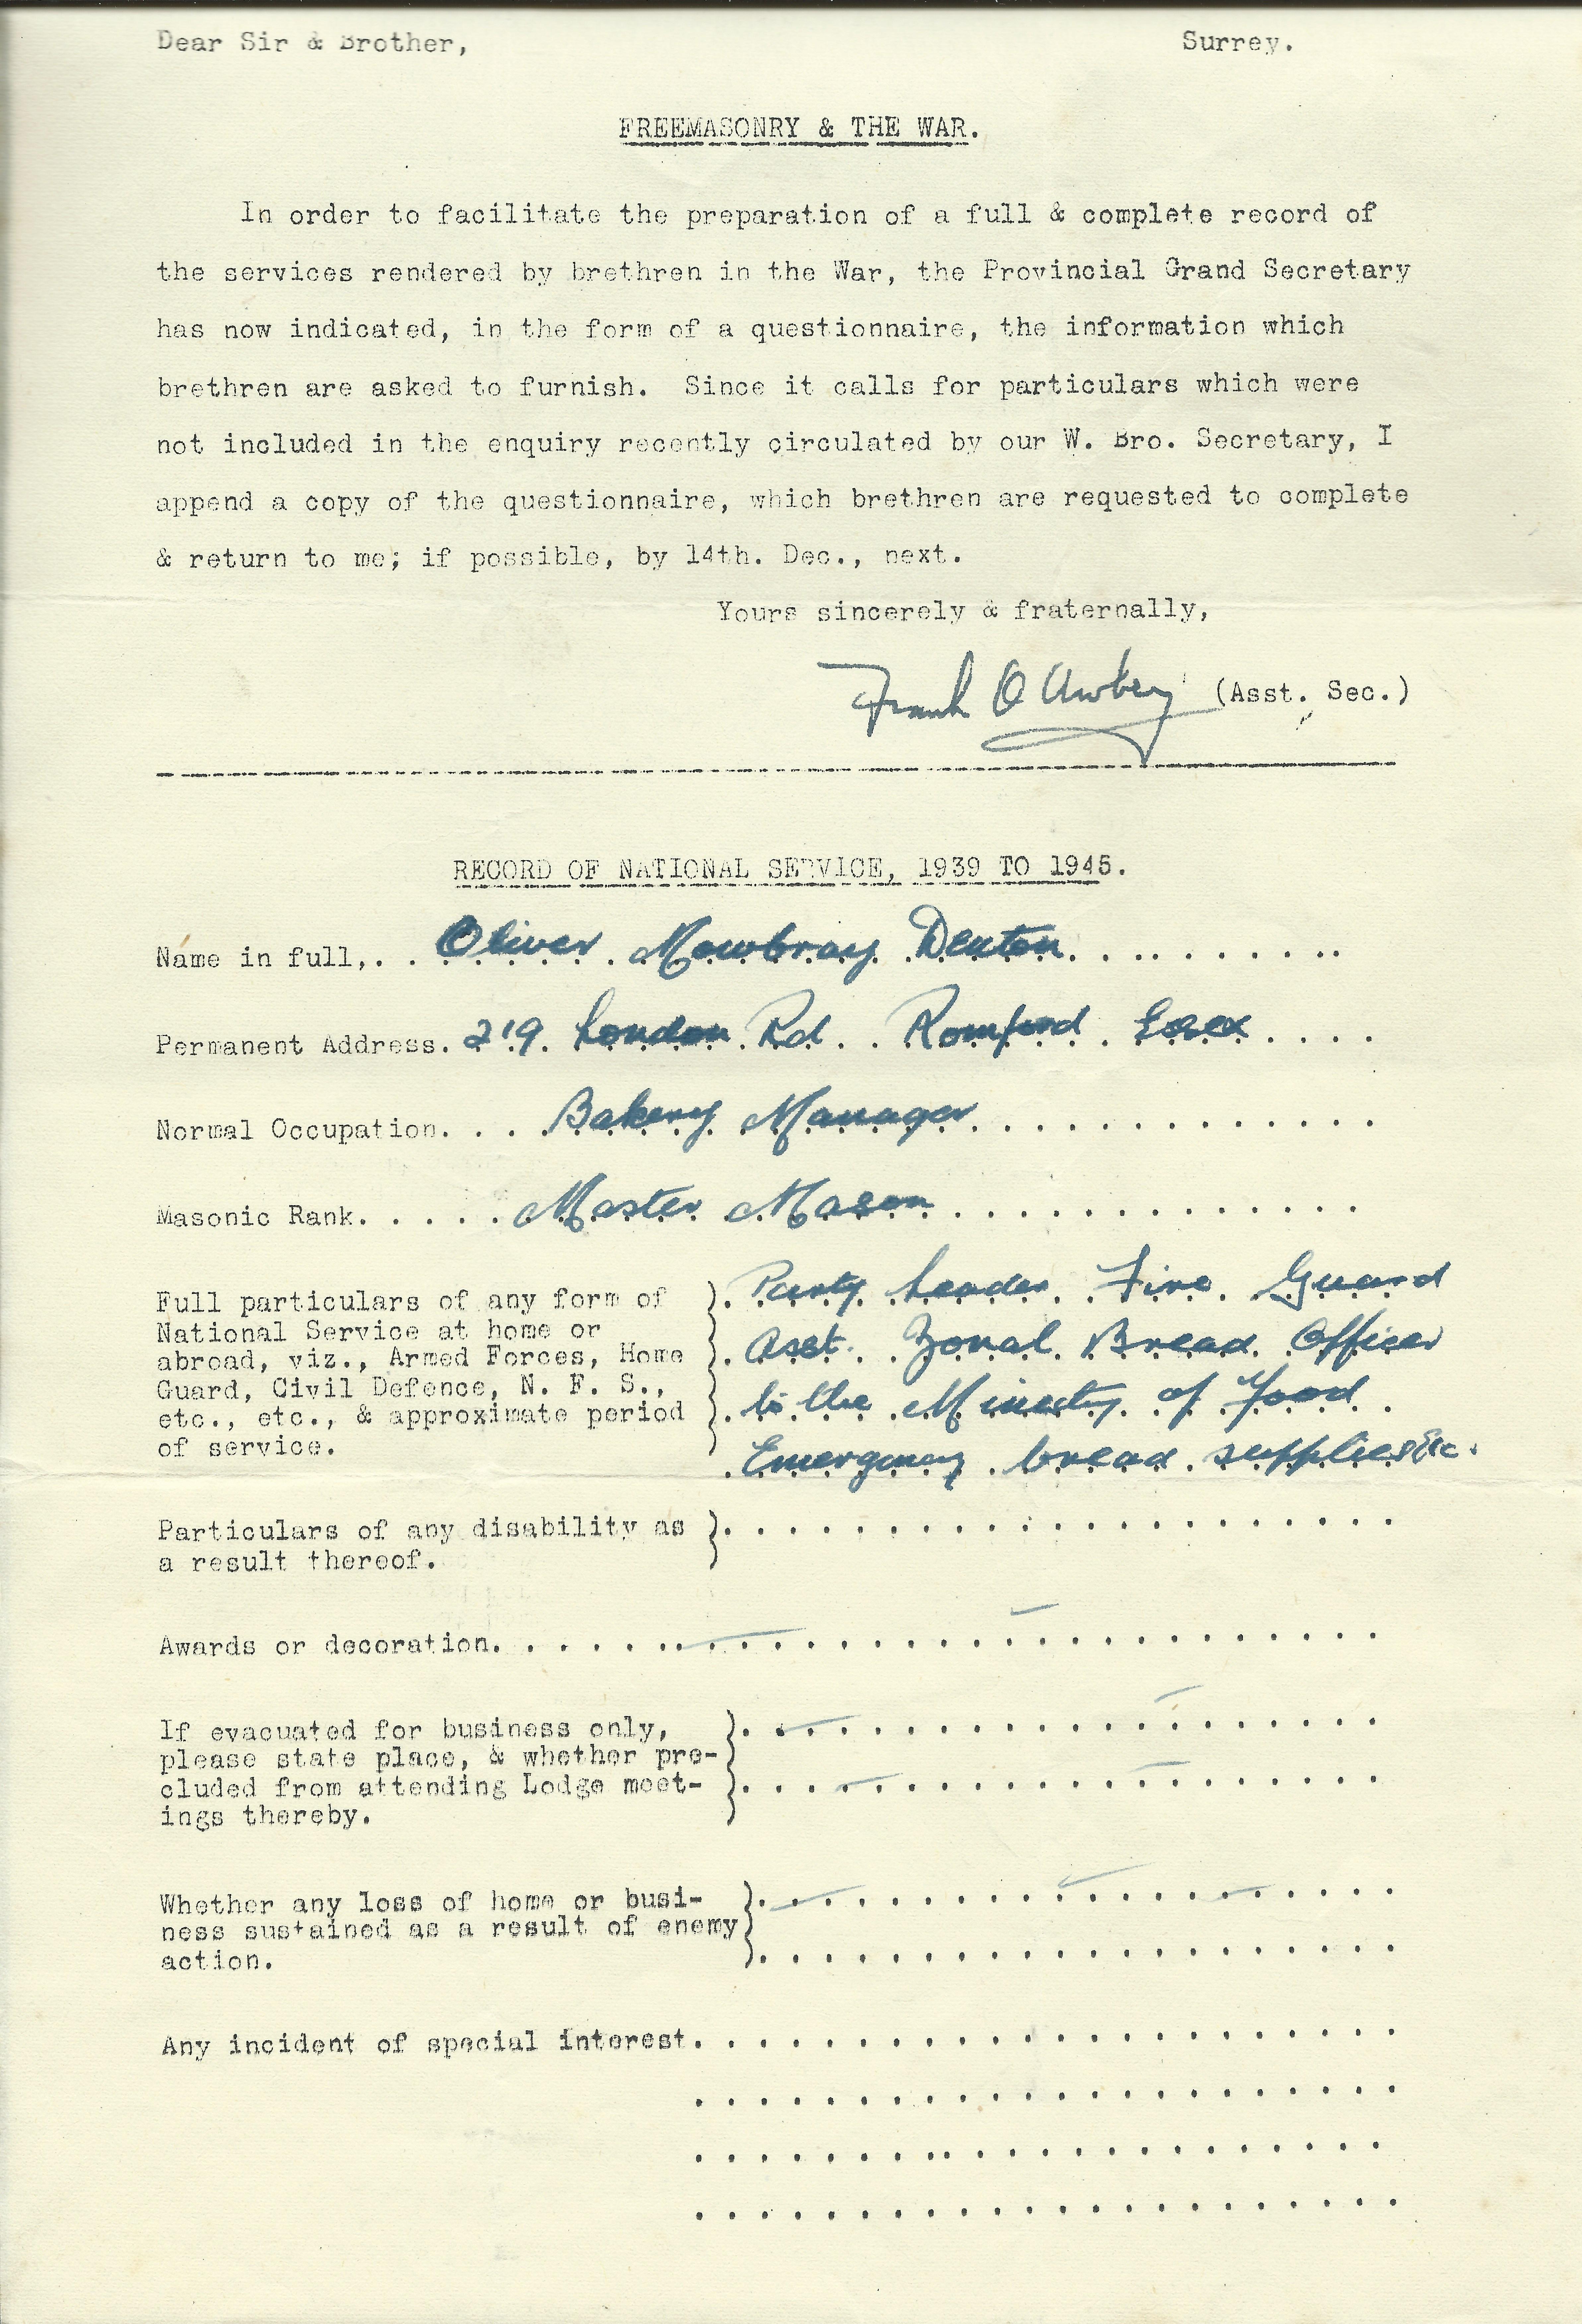 Dear Sir & Brother, Surrey.
FREEMASONRY & THE WAR.
In order to facilitate the preparation of a full & complete record of
the services rendered by brethren in the War, the Provincial Grand Secretary
has now indicated, in the form of a questionnaire, the information which
brethren are asked to furnish. Since it calls for particulars which were
not included in the enquiry recently circulated by our W. Bro. Secretary, I
append a copy of the questionnaire, which brethren are requested to complete
& return to me; if possible, by 14th. Dec., next.
Yours sincerely & fraternally,
Frank O Awbery (Asst. Sec.)
RECORD OF NATIONAL SERVICE, 1939 TO 1945.
Name in full,. . Oliver Mowbray Denton
Permanent Address. 219 London Rd Romford Essex
Normal Occupation. . . . Bakery Manager
Masonic Rank. . . . . Master Mason
Full particulars of any form of ). Party Leader Fire Guard
National Service at home or
abroad, viz., Armed Forces, Home ). Asst. Zonal Bread Officer
Guard, Civil Defence, N. F. S.,
etc., etc., & approximate period ). to the Ministry of Food
of service.
Emergency bread supplies etc.
Particulars of any disability as
a result thereof.
Awards or decoration.
If evacuated for business only,
please state place, & whether pre-
cluded from attending Lodge meet-
ings thereby.
Whether any loss of home or busi-
ness sustained as a result of enemy
action.
Any incident of special interest.